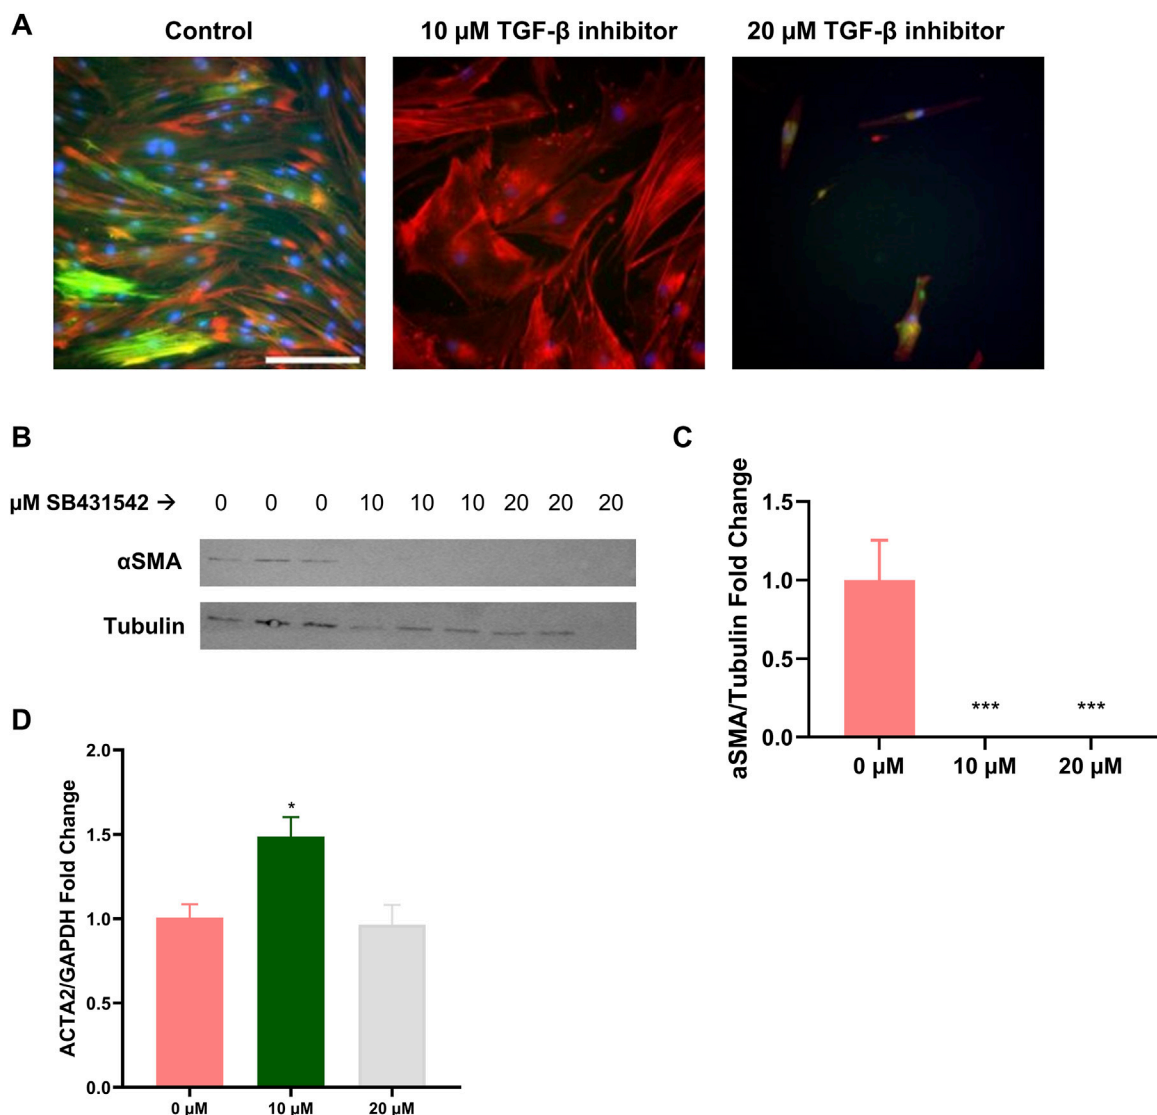 A
Control
10 µM TGF-β inhibitor
20 µM TGF-β inhibitor
B
µM SB431542 → 0 0 0 10 10 10 20 20 20
αSMA
Tubulin
C
aSMA/Tubulin Fold Change
1.5
1.0
0.5
0.0
*** ***
0 µM 10 µM 20 µM
D
ACTA2/GAPDH Fold Change
2.0
1.5
1.0
0.5
0.0
*
0 µM 10 µM 20 µM